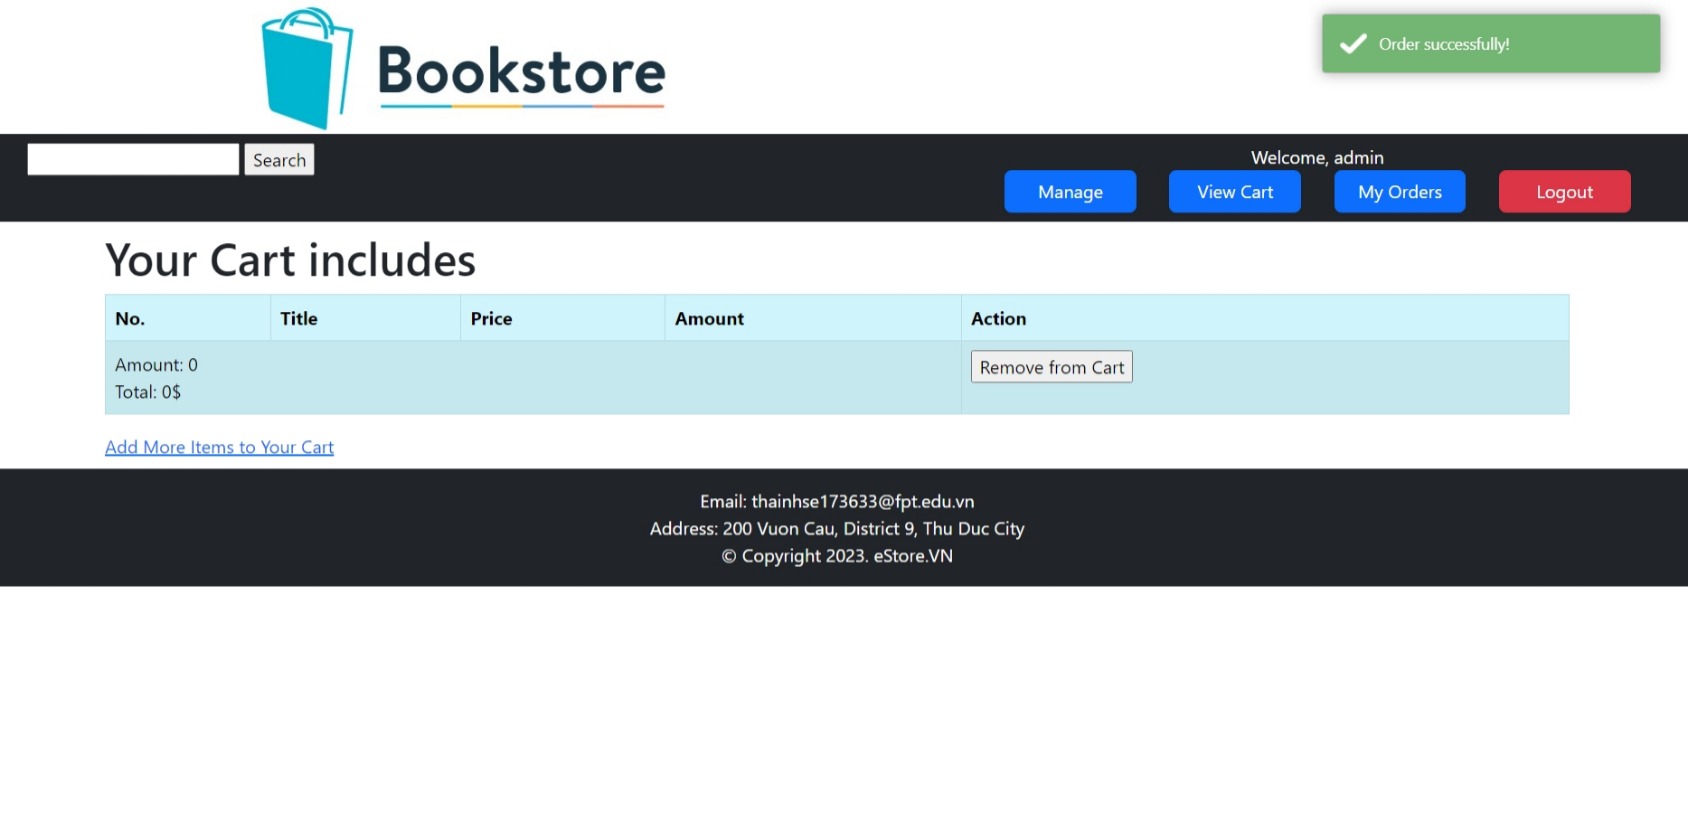 Bookstore
Order successfully!
Search
Welcome, admin
Manage
View Cart
My Orders
Logout
Your Cart includes
No.
Title
Price
Amount
Action
Amount: 0
Total: 0$
Remove from Cart
Add More Items to Your Cart
Email: thainhse173633@fpt.edu.vn
Address: 200 Vuon Cau, District 9, Thu Duc City
© Copyright 2023. eStore.VN